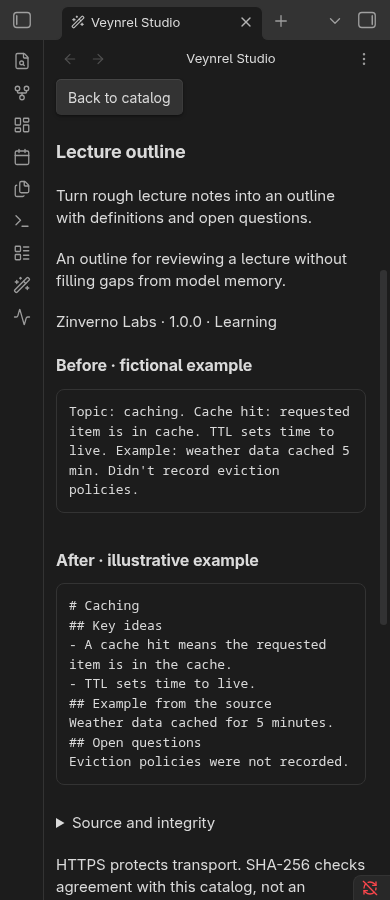 Veynrel Studio
Veynrel Studio
Back to catalog
Lecture outline
Turn rough lecture notes into an outline
with definitions and open questions.
An outline for reviewing a lecture without
filling gaps from model memory.
Zinverno Labs · 1.0.0 · Learning
Before · fictional example
Topic: caching. Cache hit: requested
item is in cache. TTL sets time to
live. Example: weather data cached 5
min. Didn't record eviction
policies.
After · illustrative example
# Caching
## Key ideas
- A cache hit means the requested
item is in the cache.
- TTL sets time to live.
## Example from the source
Weather data cached for 5 minutes.
## Open questions
Eviction policies were not recorded.
Source and integrity
HTTPS protects transport. SHA-256 checks
agreement with this catalog, not an